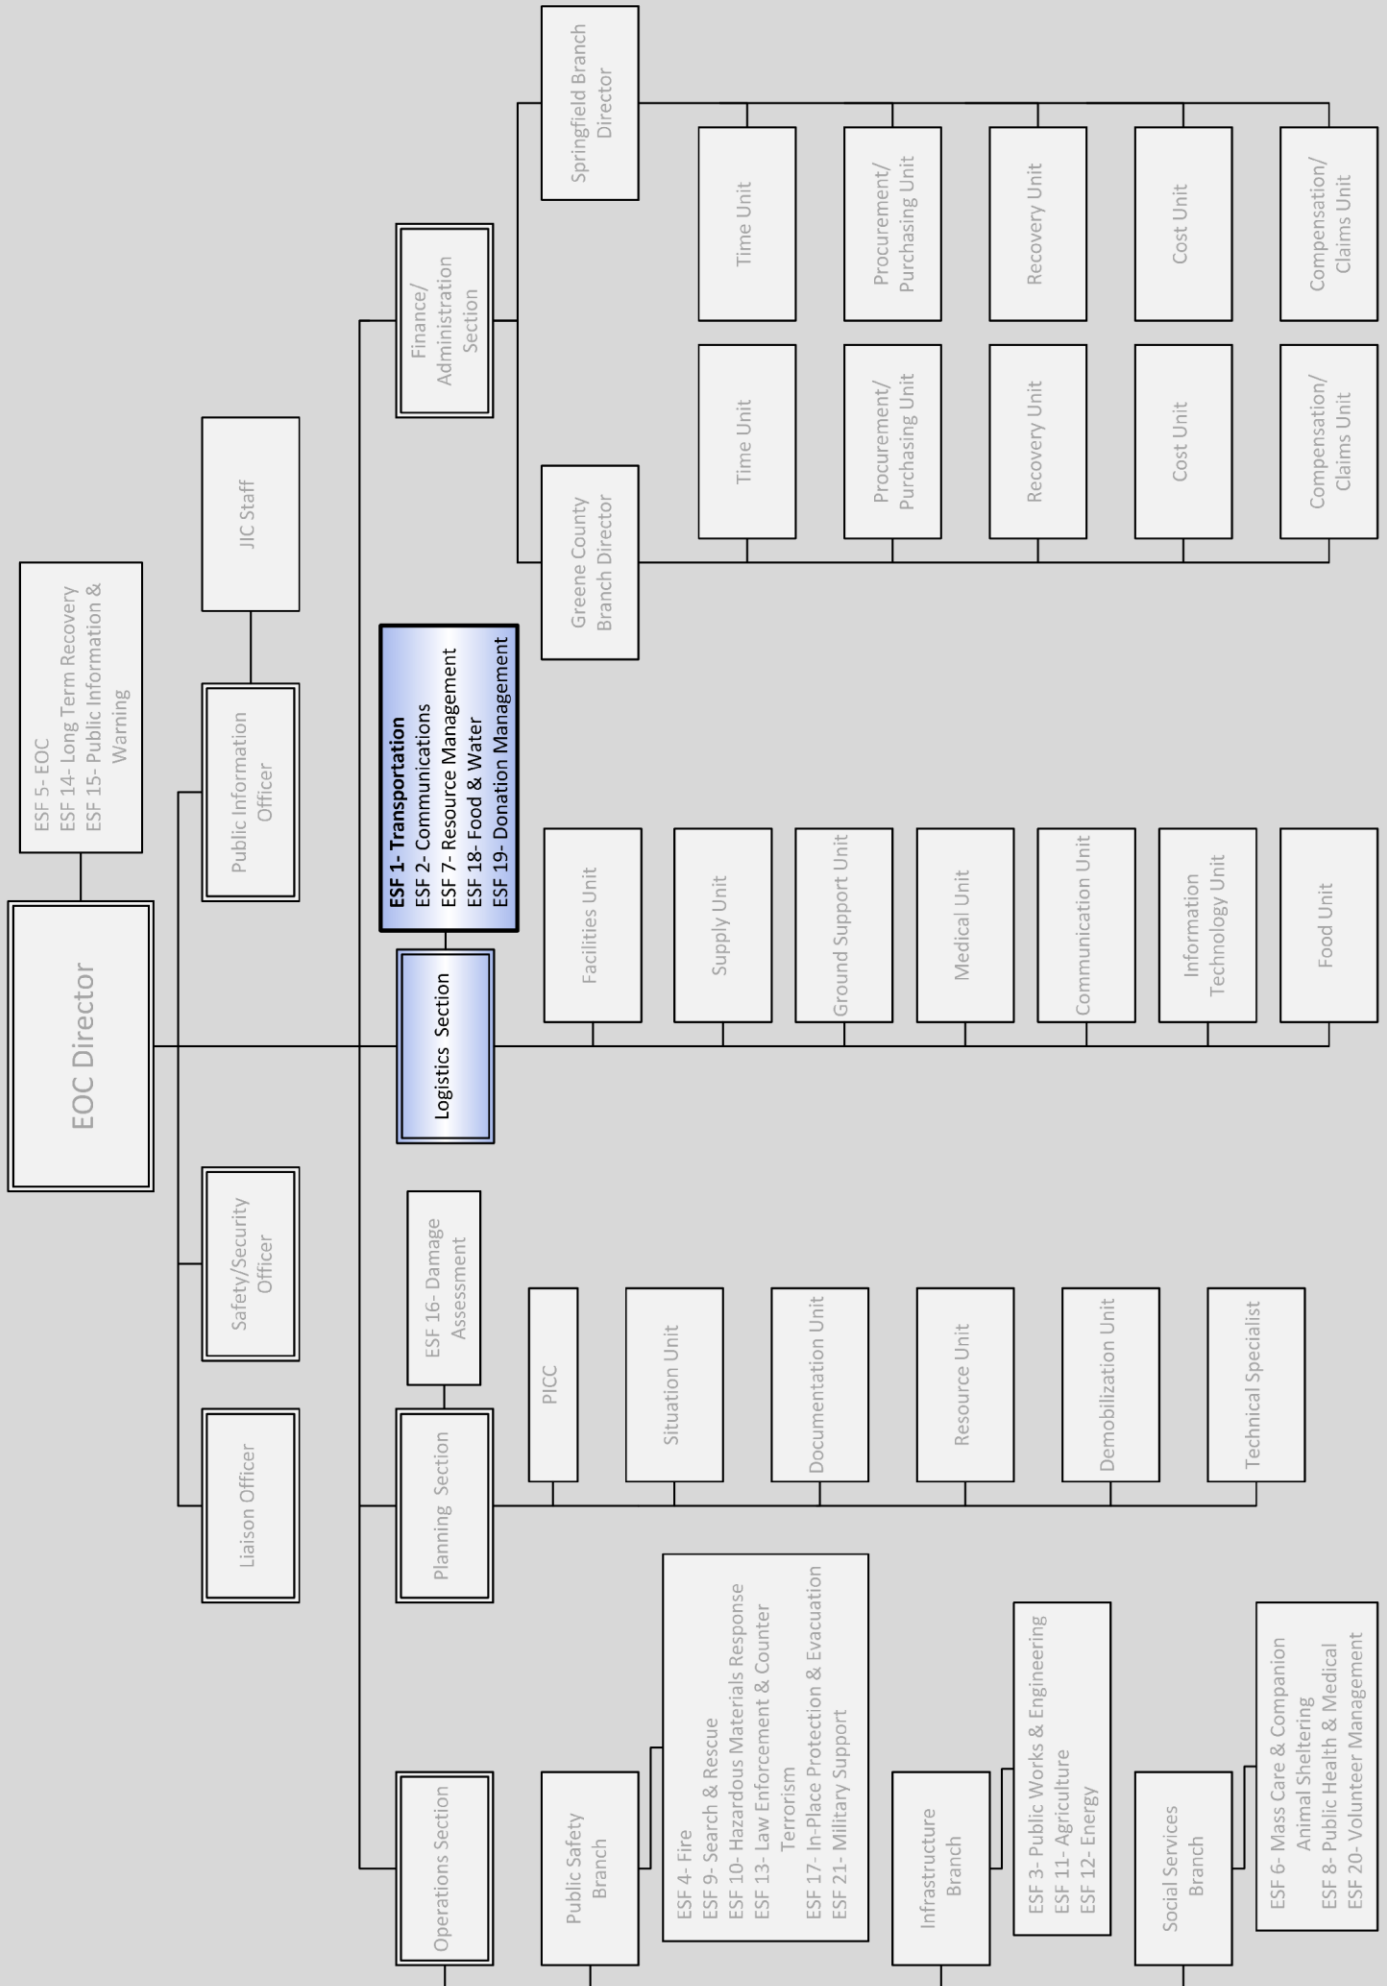 EOC Director
ESF 5- EOC
ESF 14- Long Term Recovery
ESF 15- Public Information &
Warning
Liaison Officer
Safety/Security
Officer
Public Information
Officer
JIC Staff
Operations Section
Planning  Section
ESF 16- Damage
Assessment
Logistics  Section
ESF 1- Transportation
ESF 2- Communications
ESF 7- Resource Management
ESF 18- Food & Water
ESF 19- Donation Management
Finance/
Administration
Section
Public Safety
Branch
ESF 4- Fire
ESF 9- Search & Rescue
ESF 10- Hazardous Materials Response
ESF 13- Law Enforcement & Counter
Terrorism
ESF 17- In-Place Protection & Evacuation
ESF 21- Military Support
Infrastructure
Branch
ESF 3- Public Works & Engineering
ESF 11- Agriculture
ESF 12- Energy
Social Services
Branch
ESF 6- Mass Care & Companion
Animal Sheltering
ESF 8- Public Health & Medical
ESF 20- Volunteer Management
PICC
Situation Unit
Documentation Unit
Resource Unit
Demobilization Unit
Technical Specialist
Facilities Unit
Supply Unit
Ground Support Unit
Medical Unit
Communication Unit
Information
Technology Unit
Food Unit
Greene County
Branch Director
Time Unit
Procurement/
Purchasing Unit
Recovery Unit
Cost Unit
Compensation/
Claims Unit
Springfield Branch
Director
Time Unit
Procurement/
Purchasing Unit
Recovery Unit
Cost Unit
Compensation/
Claims Unit